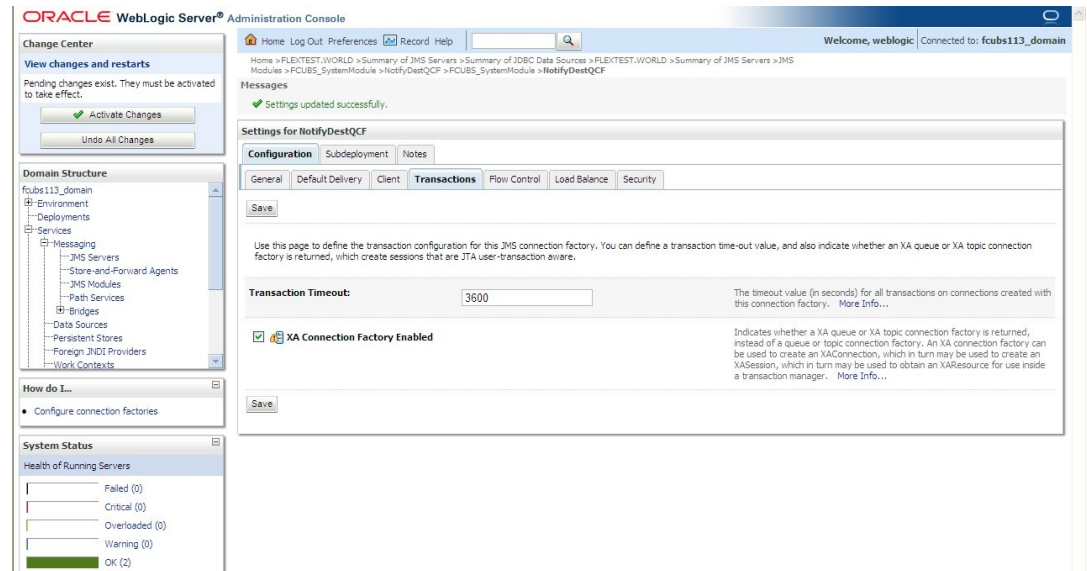 ORACLE WebLogic Server® Administration Console
Change Center
View changes and restarts
Pending changes exist. They must be activated
to take effect.
Activate Changes
Undo All Changes
Domain Structure
fcubs113_domain
Environment
Deployments
Services
Messaging
JMS Servers
Store-and-Forward Agents
JMS Modules
Path Services
Bridges
Data Sources
Persistent Stores
Foreign JNDI Providers
Work Contexts
How do I...
Configure connection factories
System Status
Health of Running Servers
Failed (0)
Critical (0)
Overloaded (0)
Warning (0)
OK (2)
Home Log Out Preferences Record Help
Welcome, weblogic Connected to: fcubs113_domain
Home >FLEXTEST.WORLD >Summary of JMS Servers >Summary of JDBC Data Sources >FLEXTEST.WORLD >Summary of JMS Servers >JMS
Modules >FCUBS_SystemModule >NotifyDestQCF >FCUBS_SystemModule >NotifyDestQCF
Messages
Settings updated successfully.
Settings for NotifyDestQCF
Configuration Subdeployment Notes
General Default Delivery Client Transactions Flow Control Load Balance Security
Save
Use this page to define the transaction configuration for this JMS connection factory. You can define a transaction time-out value, and also indicate whether an XA queue or XA topic connection
factory is returned, which create sessions that are JTA user-transaction aware.
Transaction Timeout: 3600
The timeout value (in seconds) for all transactions on connections created with
this connection factory. More Info...
XA Connection Factory Enabled
Indicates whether a XA queue or XA topic connection factory is returned,
instead of a queue or topic connection factory. An XA connection factory can
be used to create an XAConnection, which in turn may be used to create an
XASession, which in turn may be used to obtain an XAResource for use inside
a transaction manager. More Info...
Save